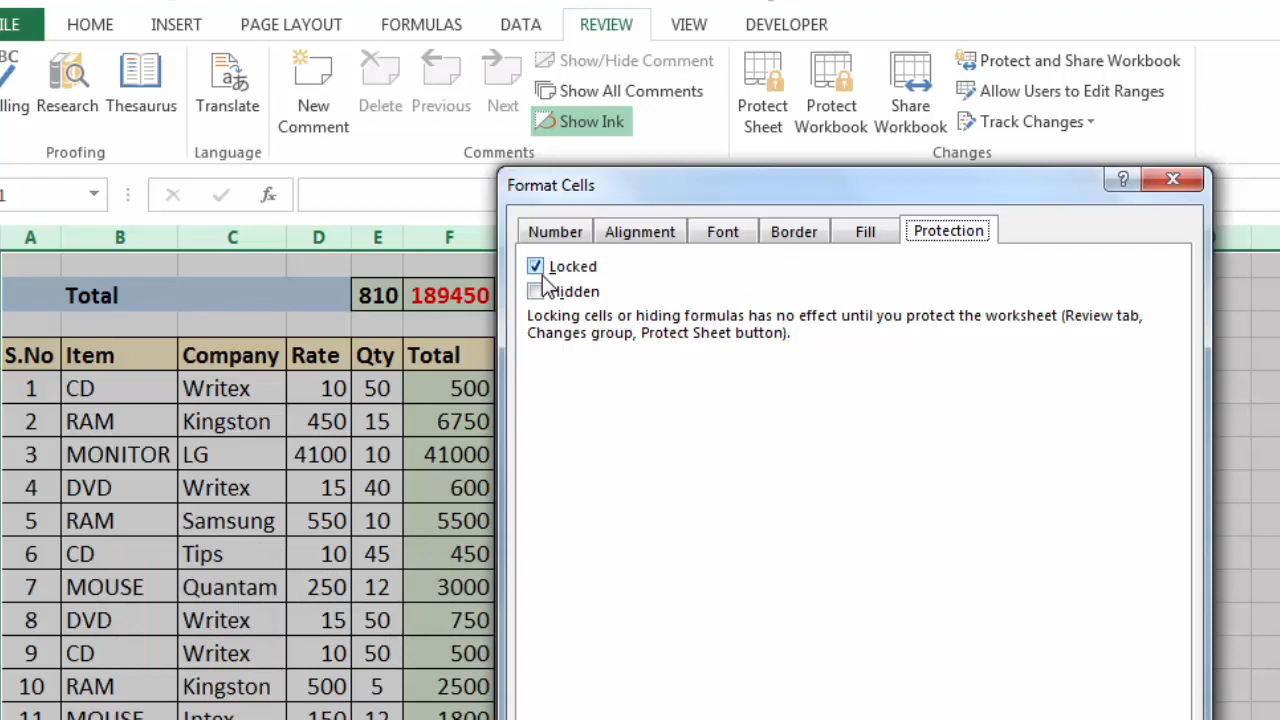 HOME INSERT PAGE LAYOUT FORMULAS DATA REVIEW VIEW DEVELOPER
Research Thesaurus
Translate
New
Comment
Delete Previous Next
Show/Hide Comment
Show All Comments
Show Ink
Protect
Sheet
Protect
Workbook
Share
Workbook
Protect and Share Workbook
Allow Users to Edit Ranges
Track Changes
Proofing Language Comments Changes
fx
Format Cells
?
Number Alignment Font Border Fill Protection
Locked
Locking cells or hiding formulas has no effect until you protect the worksheet (Review tab,
Changes group, Protect Sheet button).
A B C D E F
Total 810 189450
S.No Item Company Rate Qty Total
1 CD Writex 10 50 500
2 RAM Kingston 450 15 6750
3 MONITOR LG 4100 10 41000
4 DVD Writex 15 40 600
5 RAM Samsung 550 10 5500
6 CD Tips 10 45 450
7 MOUSE Quantam 250 12 3000
8 DVD Writex 15 50 750
9 CD Writex 10 50 500
10 RAM Kingston 500 5 2500
11 MOUSE Intex 150 12 1800